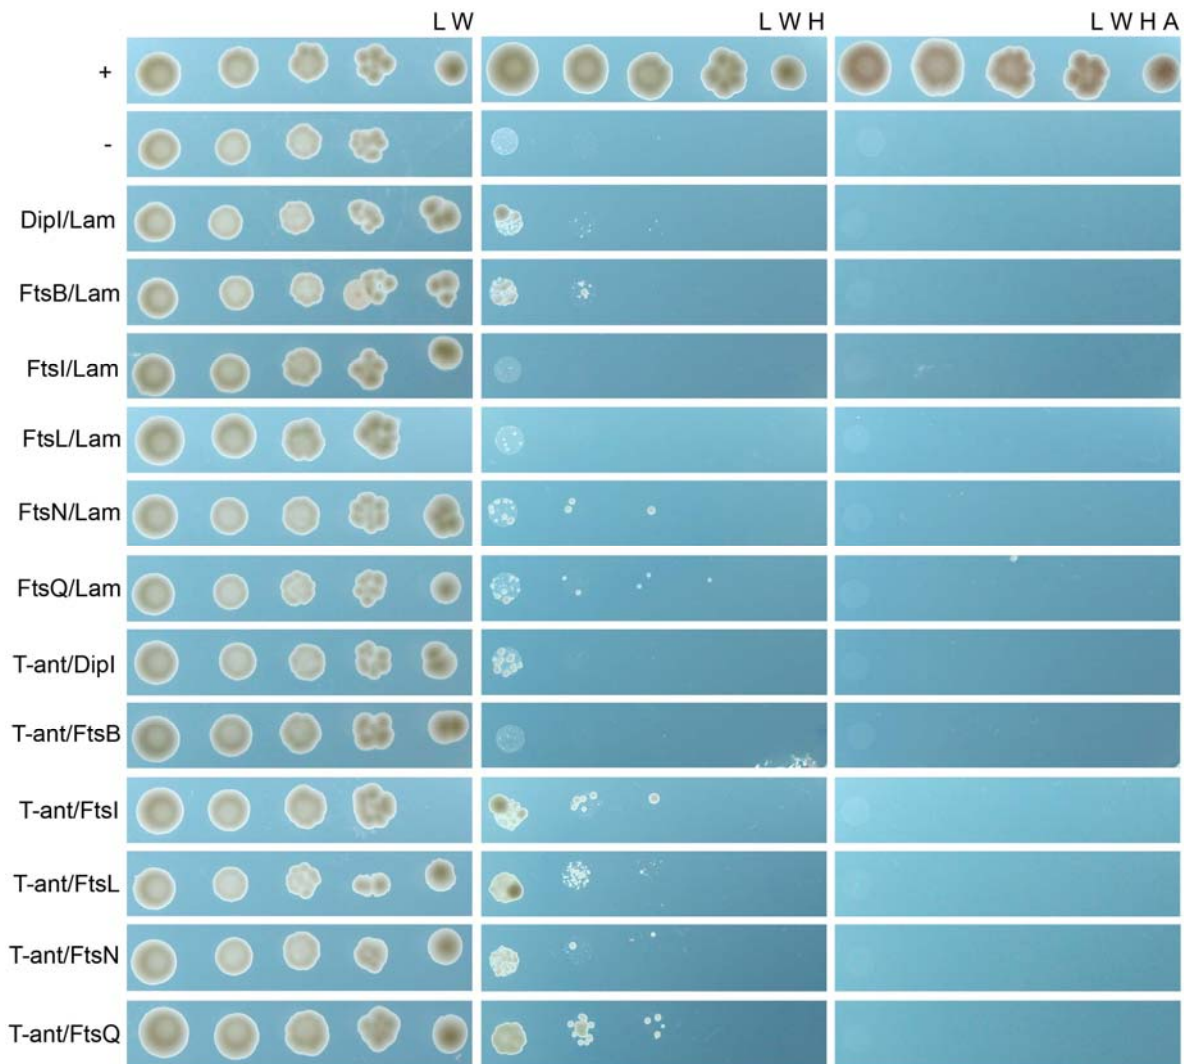 L W
L W H
L W H A
+
-
DipI/Lam
FtsB/Lam
FtsI/Lam
FtsL/Lam
FtsN/Lam
FtsQ/Lam
T-ant/DipI
T-ant/FtsB
T-ant/FtsI
T-ant/FtsL
T-ant/FtsN
T-ant/FtsQ